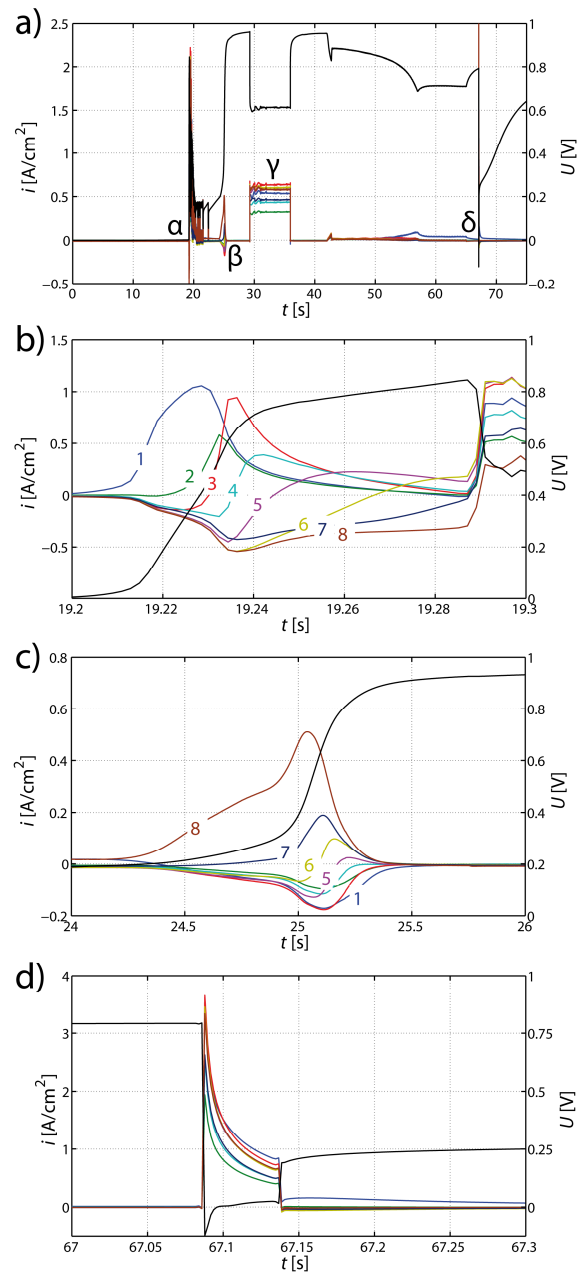 a)
2.5
2
1.5
1
0.5
0
−0.5
i [A/cm²]
1
0.8
0.6
0.4
0.2
0
−0.2
U [V]
α
β
γ
δ
0 10 20 30 40 50 60 70
t [s]
b)
1.5
1
0.5
0
−0.5
i [A/cm²]
1
0.8
0.6
0.4
0.2
0
U [V]
1
2
3
4
5
6
7
8
19.2 19.22 19.24 19.26 19.28 19.3
t [s]
c)
0.8
0.6
0.4
0.2
0
−0.2
i [A/cm²]
1
0.8
0.6
0.4
0.2
0
U [V]
8
7
6
5
1
24 24.5 25 25.5 26
t [s]
d)
4
3
2
1
0
i [A/cm²]
1
0.75
0.5
0.25
0
U [V]
67 67.05 67.1 67.15 67.2 67.25 67.3
t [s]